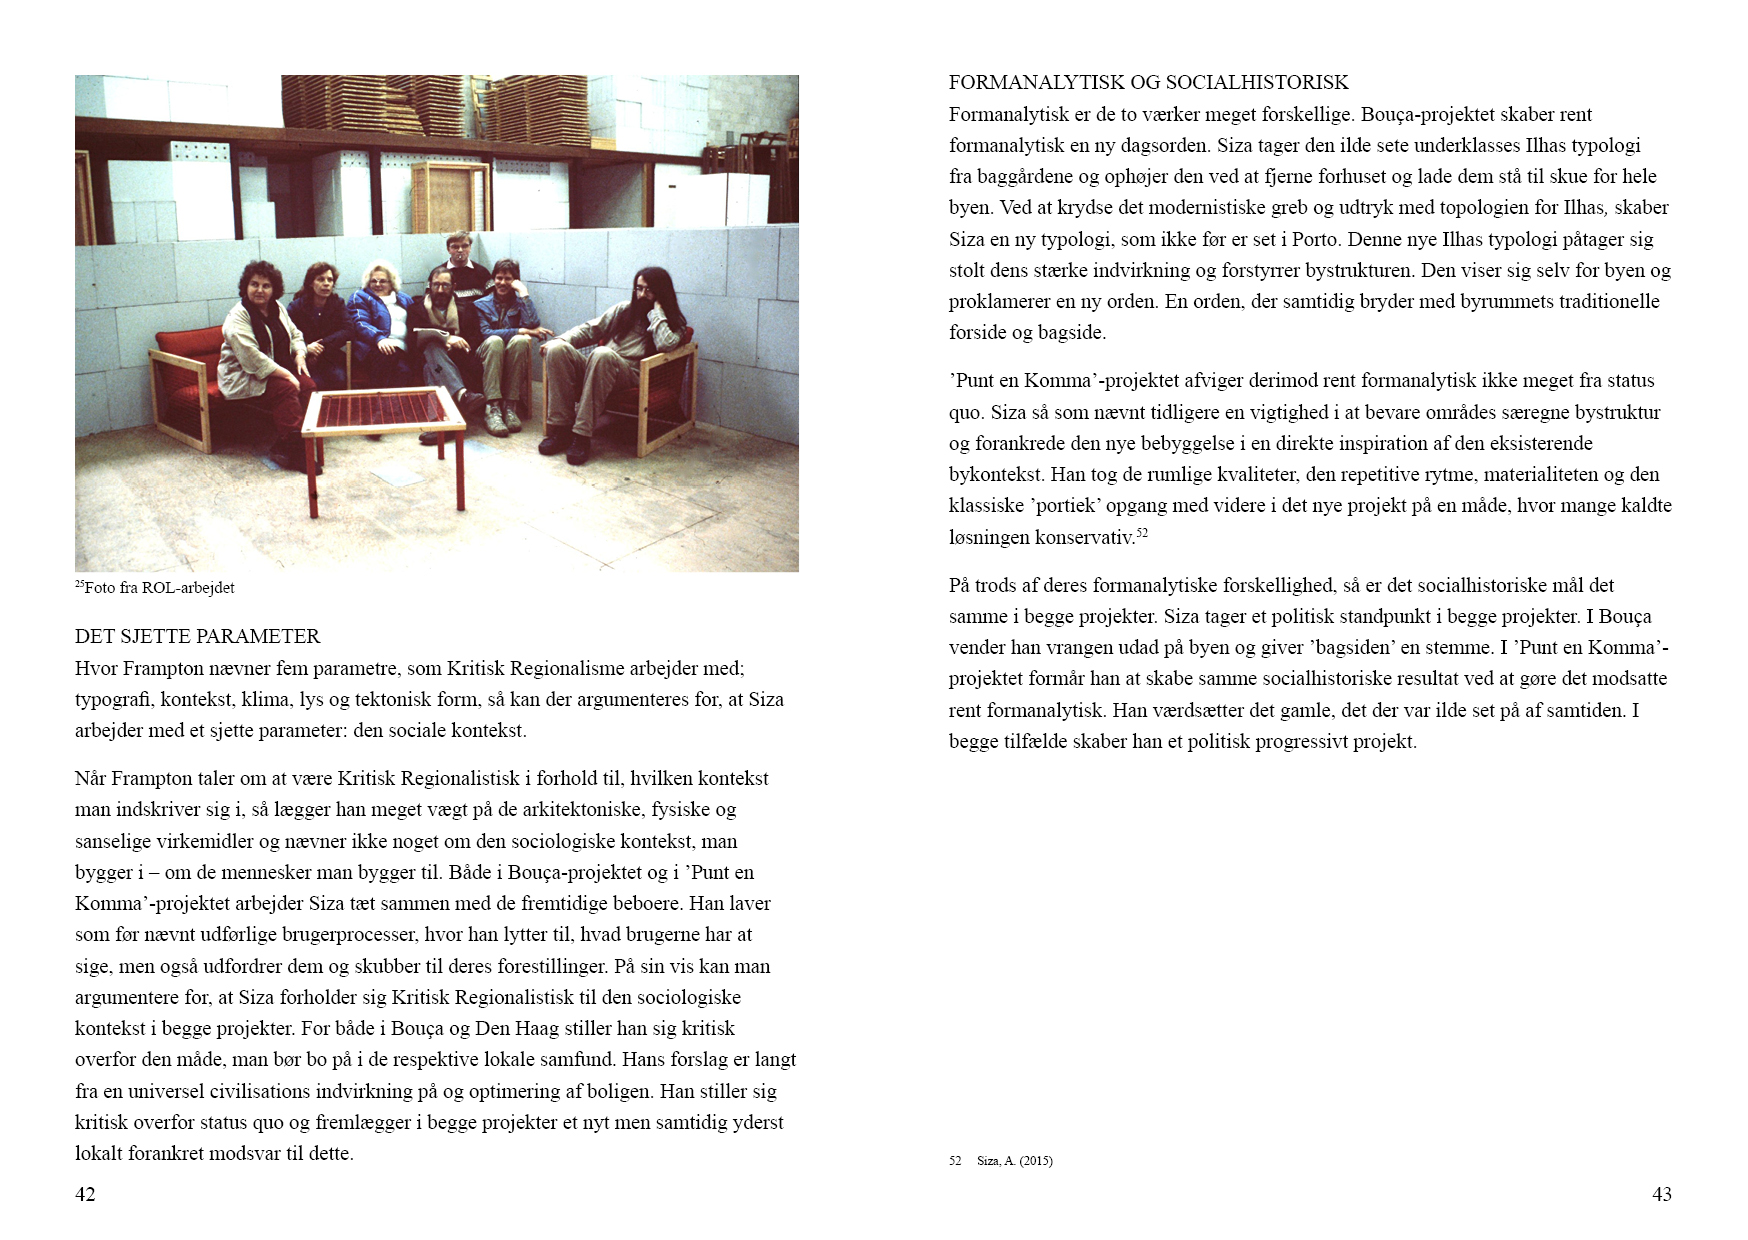 25Foto fra ROL-arbejdet
DET SJETTE PARAMETER
Hvor Frampton nævner fem parametre, som Kritisk Regionalisme arbejder med;
typografi, kontekst, klima, lys og tektonisk form, så kan der argumenteres for, at Siza
arbejder med et sjette parameter: den sociale kontekst.
Når Frampton taler om at være Kritisk Regionalistisk i forhold til, hvilken kontekst
man indskriver sig i, så lægger han meget vægt på de arkitektoniske, fysiske og
sanselige virkemidler og nævner ikke noget om den sociologiske kontekst, man
bygger i – om de mennesker man bygger til. Både i Bouça-projektet og i ’Punt en
Komma’-projektet arbejder Siza tæt sammen med de fremtidige beboere. Han laver
som før nævnt udførlige brugerprocesser, hvor han lytter til, hvad brugerne har at
sige, men også udfordrer dem og skubber til deres forestillinger. På sin vis kan man
argumentere for, at Siza forholder sig Kritisk Regionalistisk til den sociologiske
kontekst i begge projekter. For både i Bouça og Den Haag stiller han sig kritisk
overfor den måde, man bør bo på i de respektive lokale samfund. Hans forslag er langt
fra en universel civilisations indvirkning på og optimering af boligen. Han stiller sig
kritisk overfor status quo og fremlægger i begge projekter et nyt men samtidig yderst
lokalt forankret modsvar til dette.
42
FORMANALYTISK OG SOCIALHISTORISK
Formanalytisk er de to værker meget forskellige. Bouça-projektet skaber rent
formanalytisk en ny dagsorden. Siza tager den ilde sete underklasses Ilhas typologi
fra baggårdene og ophøjer den ved at fjerne forhuset og lade dem stå til skue for hele
byen. Ved at krydse det modernistiske greb og udtryk med topologien for Ilhas, skaber
Siza en ny typologi, som ikke før er set i Porto. Denne nye Ilhas typologi påtager sig
stolt dens stærke indvirkning og forstyrrer bystrukturen. Den viser sig selv for byen og
proklamerer en ny orden. En orden, der samtidig bryder med byrummets traditionelle
forside og bagside.
’Punt en Komma’-projektet afviger derimod rent formanalytisk ikke meget fra status
quo. Siza så som nævnt tidligere en vigtighed i at bevare områdes særegne bystruktur
og forankrede den nye bebyggelse i en direkte inspiration af den eksisterende
bykontekst. Han tog de rumlige kvaliteter, den repetitive rytme, materialiteten og den
klassiske ’portiek’ opgang med videre i det nye projekt på en måde, hvor mange kaldte
løsningen konservativ.52
På trods af deres formanalytiske forskellighed, så er det socialhistoriske mål det
samme i begge projekter. Siza tager et politisk standpunkt i begge projekter. I Bouça
vender han vrangen udad på byen og giver ’bagsiden’ en stemme. I ’Punt en Komma’-
projektet formår han at skabe samme socialhistoriske resultat ved at gøre det modsatte
rent formanalytisk. Han værdsætter det gamle, det der var ilde set på af samtiden. I
begge tilfælde skaber han et politisk progressivt projekt.
52 Siza, A. (2015)
43